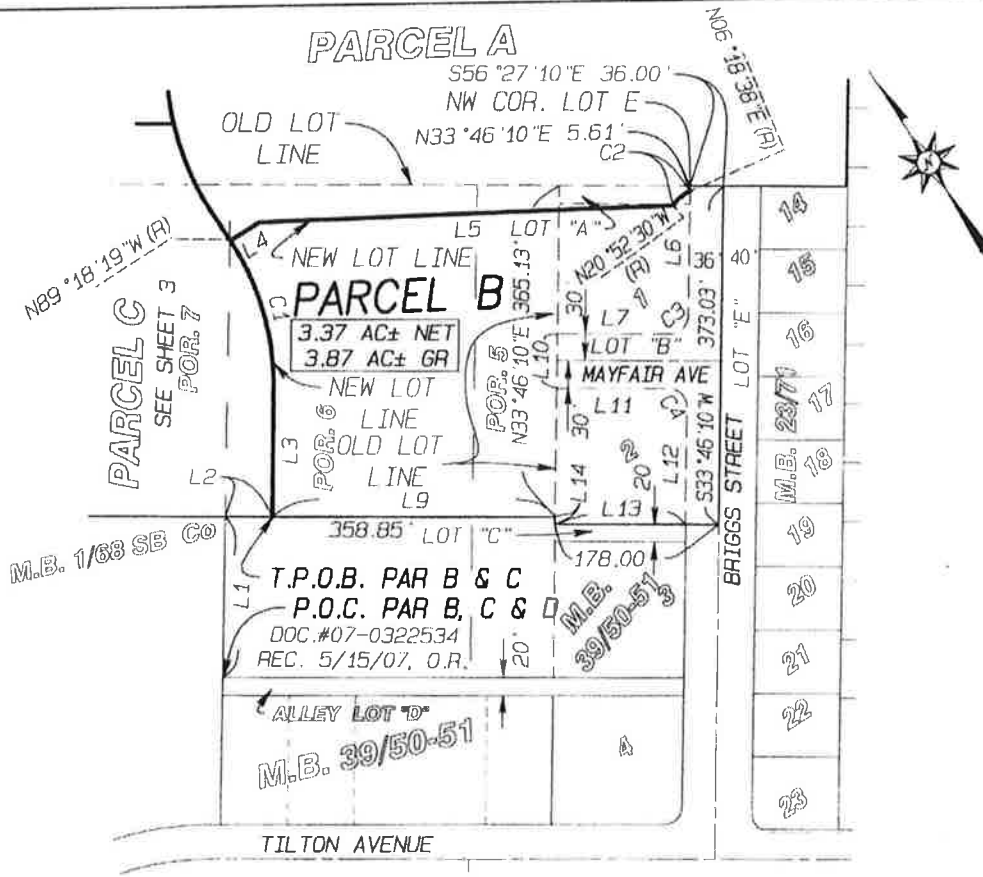 PARCEL A
S56°27'10"E 36.00'
NW COR. LOT E
N33°46'10"E 5.61'
C2
N06°18'38"E (R)
OLD LOT
LINE
N89°18'19"W (R)
L4
L5
LOT "A"
NEW LOT LINE
N20°52'30"W
(R)
L6
36'
40'
14
15
16
17
18
19
20
21
22
23
PARCEL C
SEE SHEET 3
POR. 7
C1
PARCEL B
3.37 AC± NET
3.87 AC± GR
NEW LOT
LINE
POR. 6
OLD LOT
LINE
POR. 5
N33°46'10"E 365.13'
L10
30'
1
L7
C3
LOT "B"
MAYFAIR AVE
L11
C4
30'
2
20'
L12
L14
L13
S33°46'10"W
373.03'
LOT "E"
BRIGGS STREET
M.B. 23/71
L2
L3
L9
M.B. 1/68 SB Co
358.85'
LOT "C"
178.00'
L1
T.P.O.B. PAR B & C
P.O.C. PAR B, C & D
DOC.#07-0322534
REC. 5/15/07, O.R.
20'
M.B.
39/50-51
3
ALLEY LOT "D"
M.B. 39/50-51
4
TILTON AVENUE
N